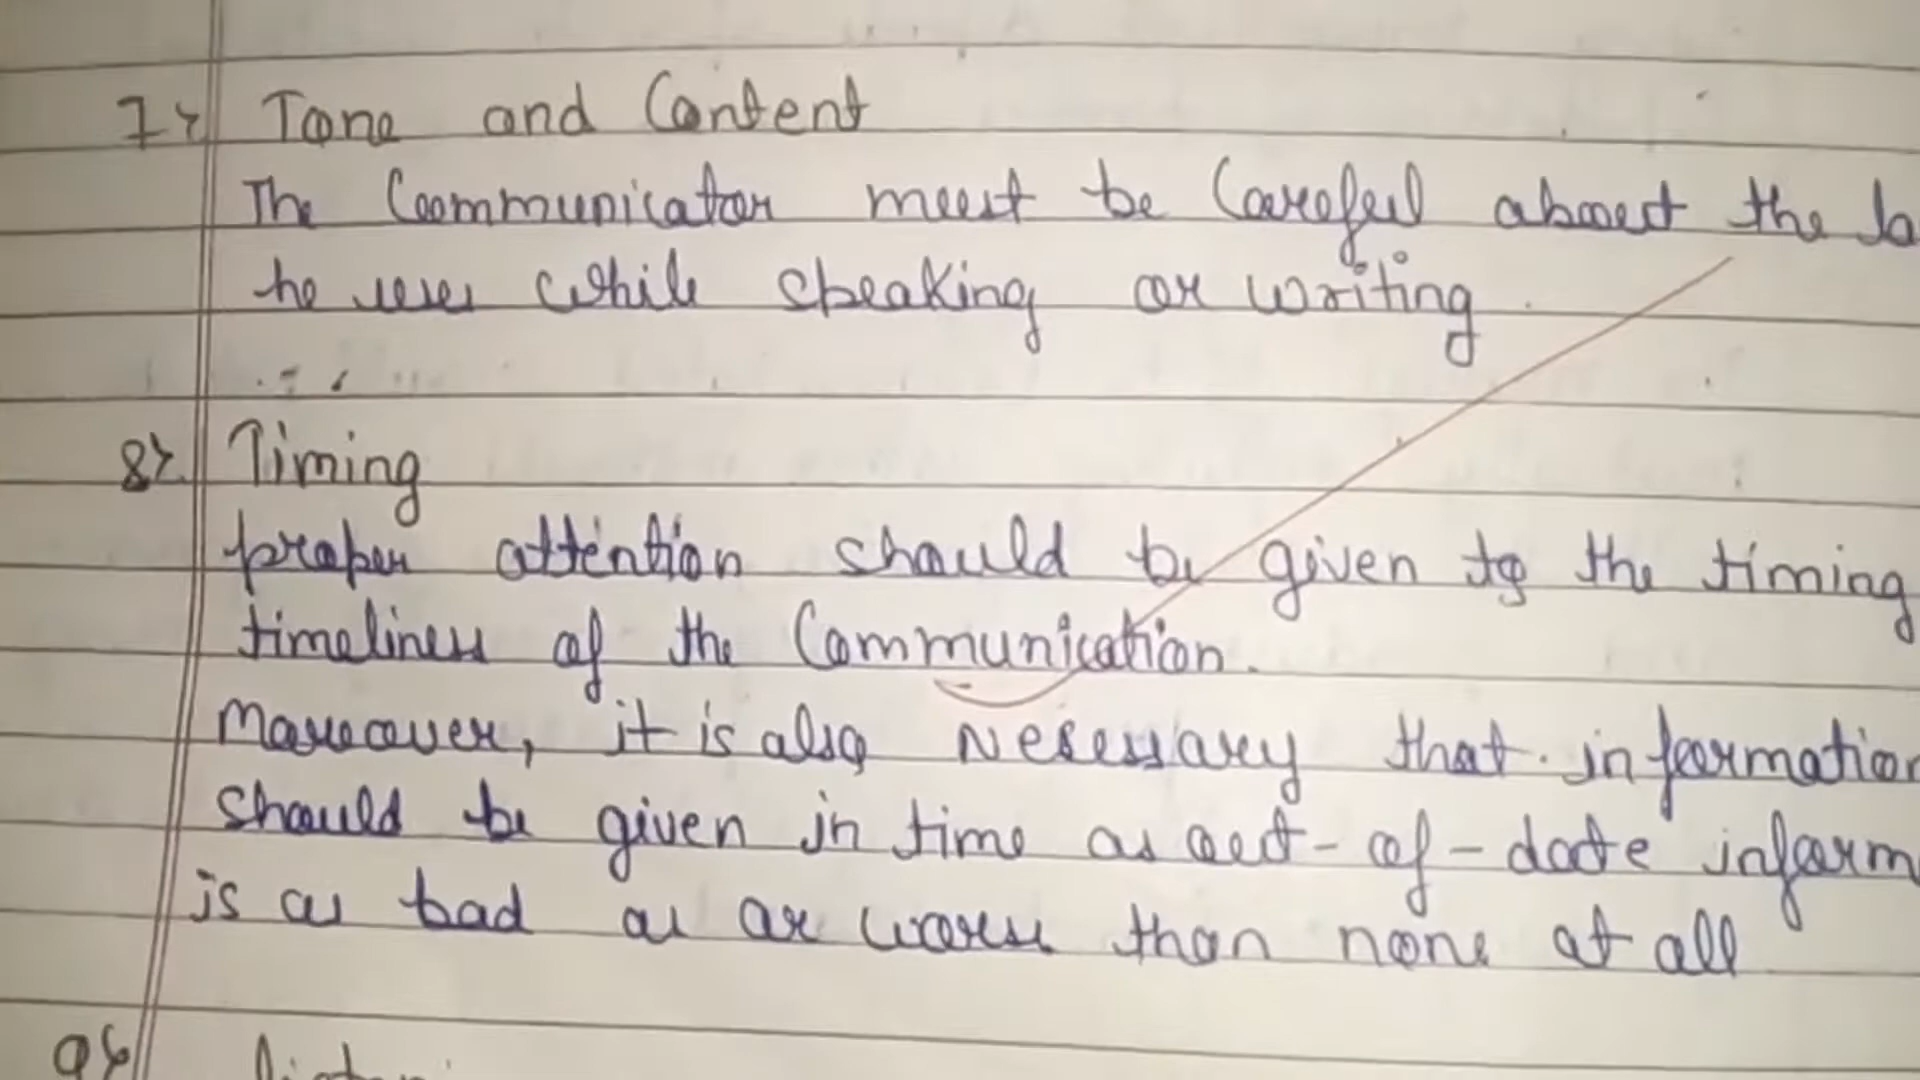 7) Tone and Content
The Communicator must be Careful about the la
he uses while speaking or writing.
8) Timing
proper attention should be given to the timing
timeliness of the Communication.
Moreover, it is also Necessary that information
should be given in time as out-of-date inform
is as bad as or worse than none at all
9)